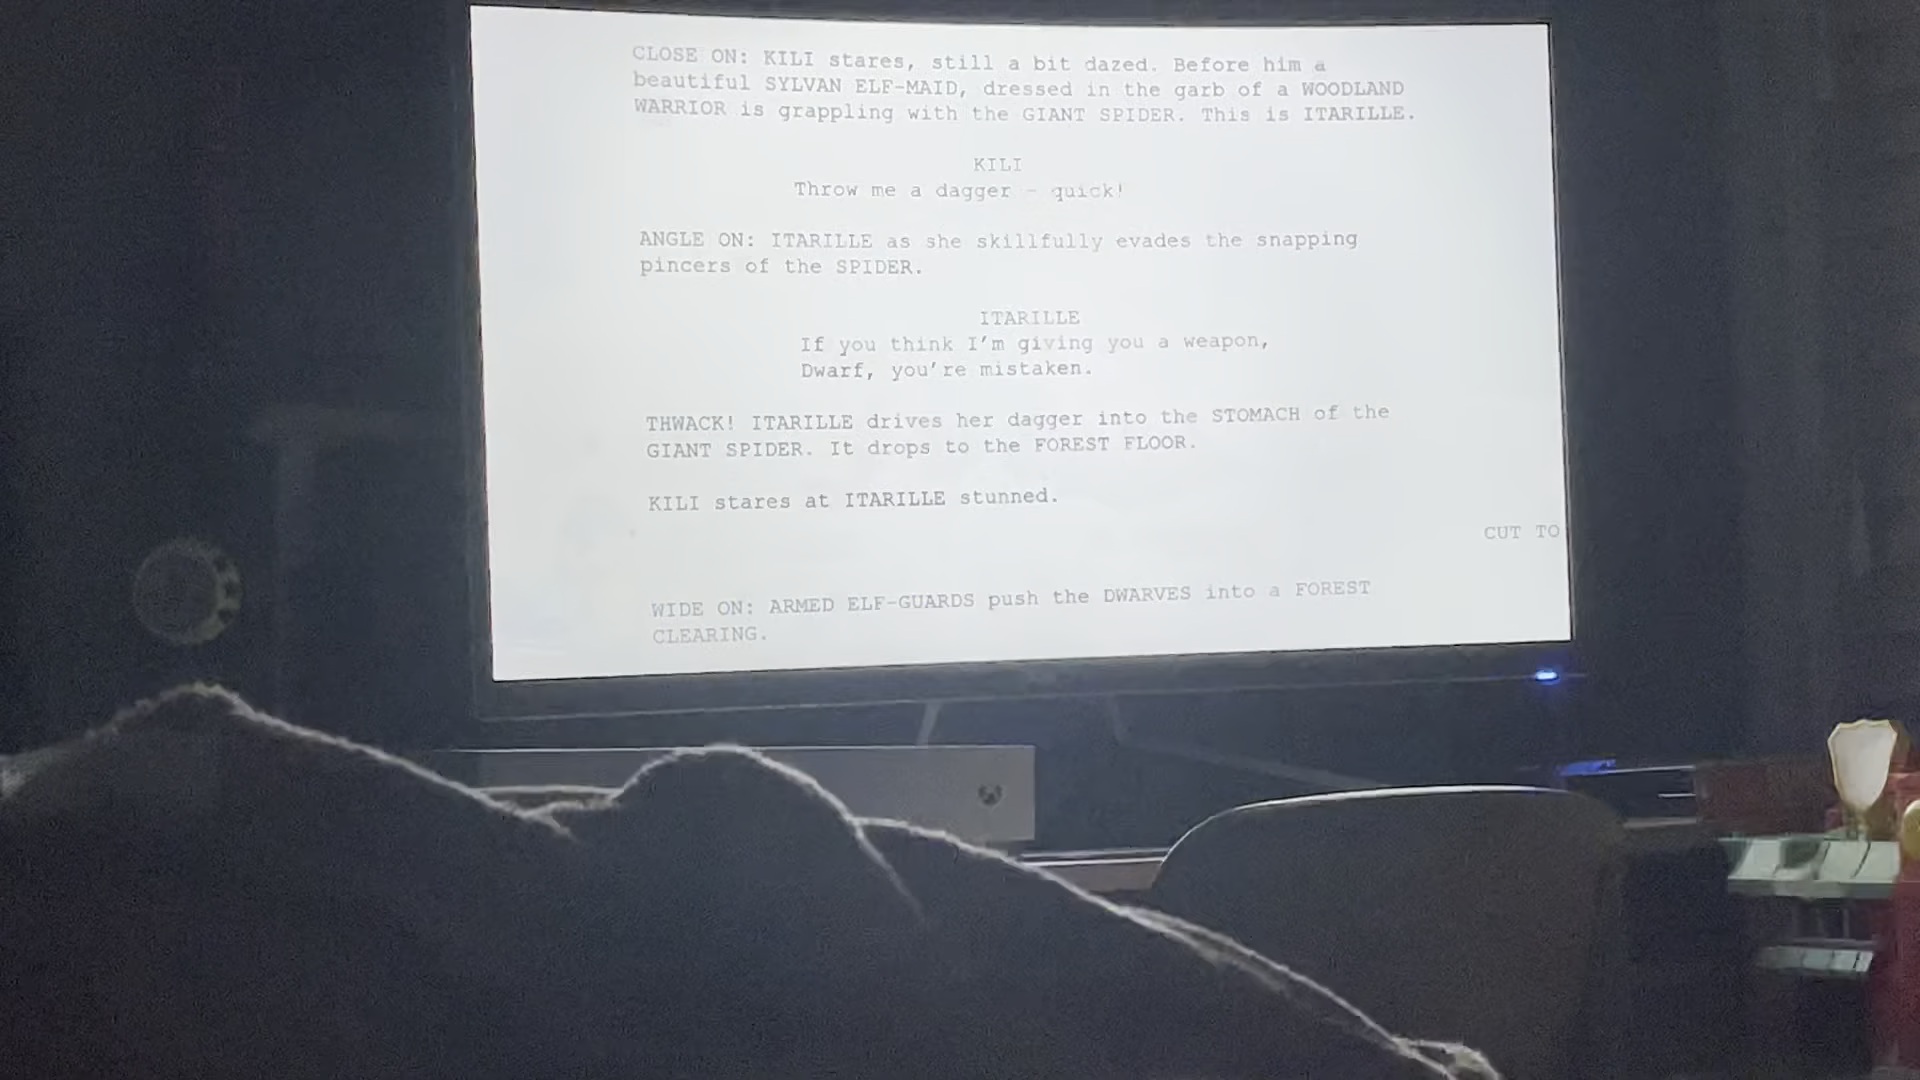 CLOSE ON: KILI stares, still a bit dazed. Before him a
beautiful SYLVAN ELF-MAID, dressed in the garb of a WOODLAND
WARRIOR is grappling with the GIANT SPIDER. This is ITARILLE.
KILI
Throw me a dagger - quick!
ANGLE ON: ITARILLE as she skillfully evades the snapping
pincers of the SPIDER.
ITARILLE
If you think I'm giving you a weapon,
Dwarf, you're mistaken.
THWACK! ITARILLE drives her dagger into the STOMACH of the
GIANT SPIDER. It drops to the FOREST FLOOR.
KILI stares at ITARILLE stunned.
CUT TO
WIDE ON: ARMED ELF-GUARDS push the DWARVES into a FOREST
CLEARING.